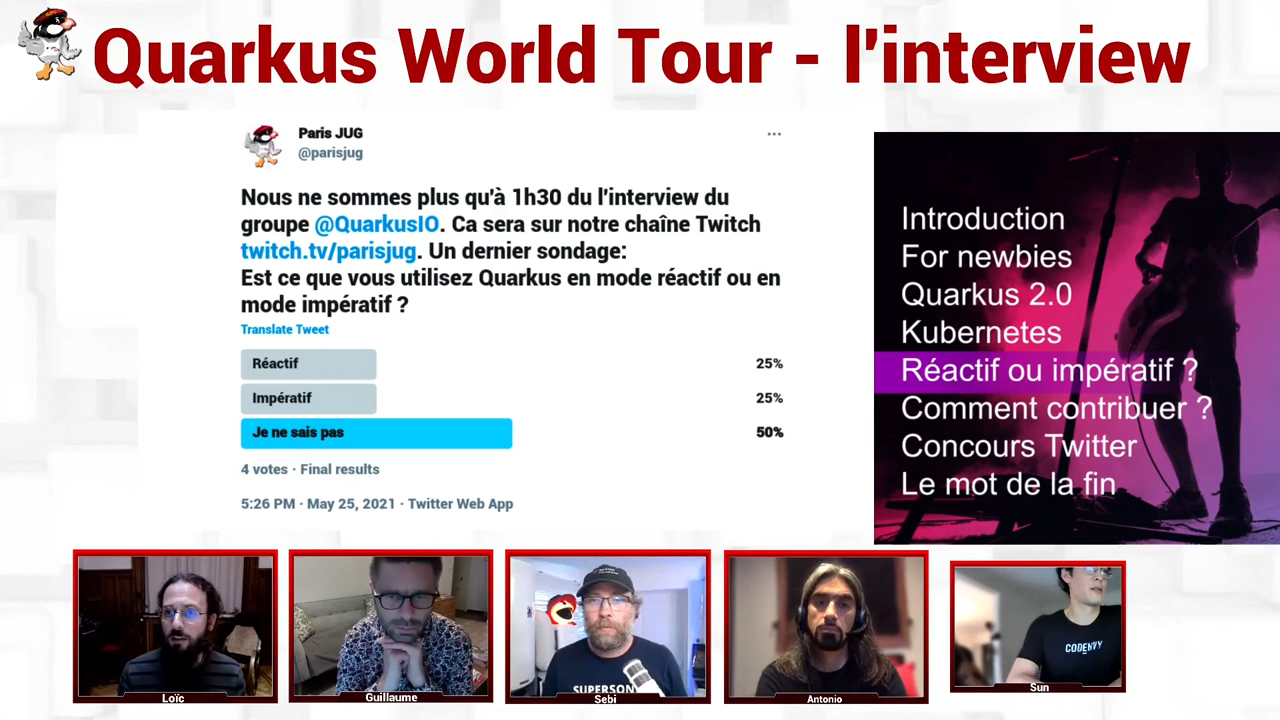 Quarkus World Tour - l'interview
Paris JUG
@parisjug
Nous ne sommes plus qu'à 1h30 du l'interview du
groupe @QuarkusIO. Ca sera sur notre chaîne Twitch
twitch.tv/parisjug. Un dernier sondage:
Est ce que vous utilisez Quarkus en mode réactif ou en
mode impératif ?
Translate Tweet
Réactif 25%
Impératif 25%
Je ne sais pas 50%
4 votes · Final results
5:26 PM · May 25, 2021 · Twitter Web App
Introduction
For newbies
Quarkus 2.0
Kubernetes
Réactif ou impératif ?
Comment contribuer ?
Concours Twitter
Le mot de la fin
SUPERSON
CODENVY
Loïc
Guillaume
Sebi
Antonio
Sun